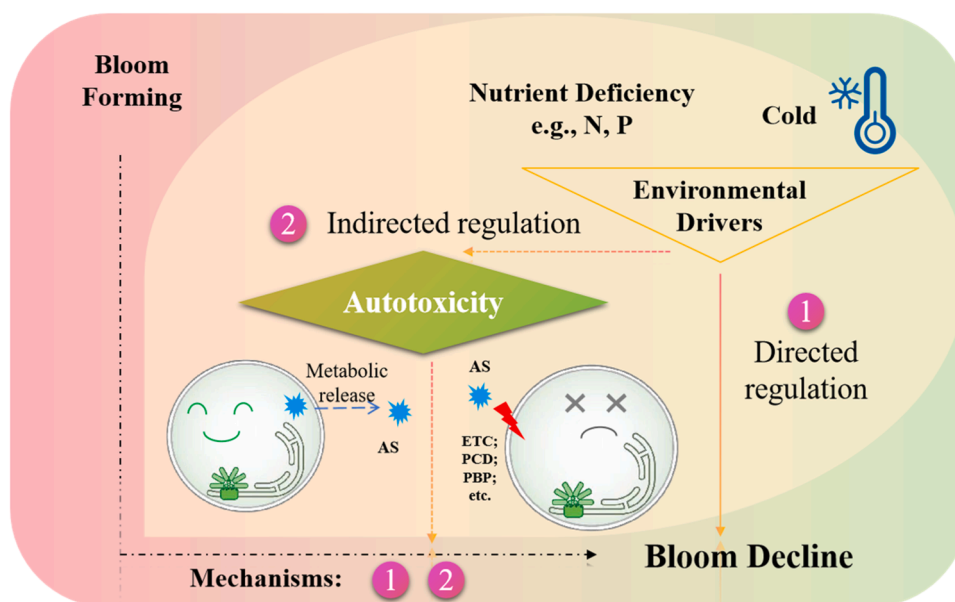 Bloom
Forming
Nutrient Deficiency
e.g., N, P
Cold
Environmental
Drivers
2 Indirected regulation
Autotoxicity
1
Directed
regulation
Metabolic
release
AS
AS
ETC;
PCD;
PBP;
etc.
Bloom Decline
Mechanisms: 1 2